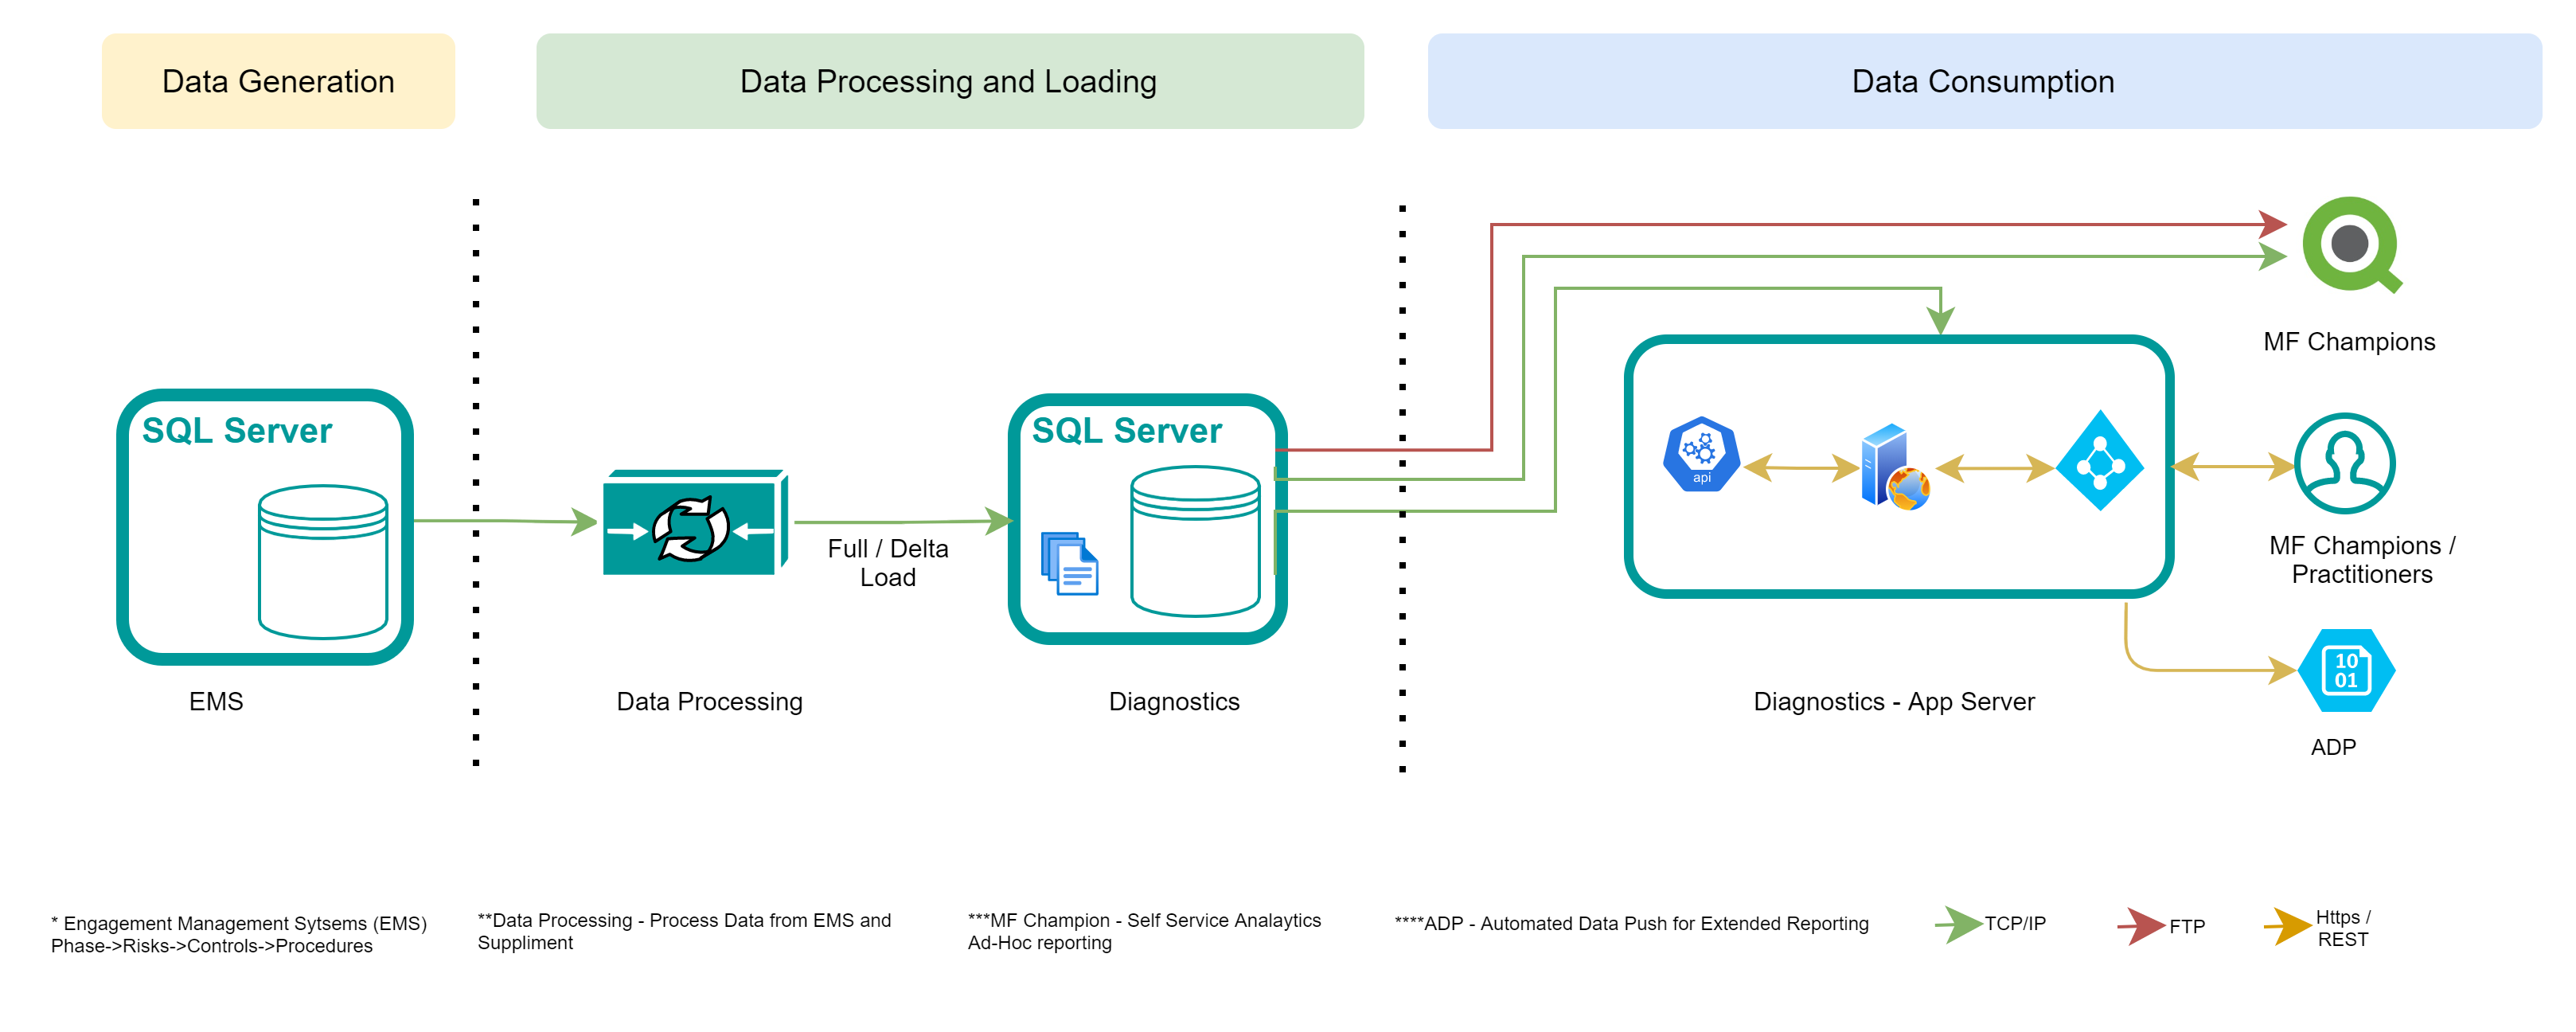 Data Generation
Data Processing and Loading
Data Consumption
MF Champions
SQL Server
SQL Server
api
Full / Delta
Load
MF Champions /
Practitioners
10
01
EMS
Data Processing
Diagnostics
Diagnostics - App Server
ADP
* Engagement Management Sytsems (EMS)
Phase->Risks->Controls->Procedures
**Data Processing - Process Data from EMS and
Suppliment
***MF Champion - Self Service Analaytics
Ad-Hoc reporting
****ADP - Automated Data Push for Extended Reporting
TCP/IP
FTP
Https /
REST